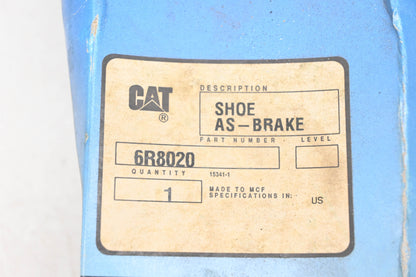 CAT
®
DESCRIPTION
SHOE
AS-BRAKE
PART NUMBER
LEVEL
6R8020
QUANTITY
15341-1
1
MADE TO MCF
SPECIFICATIONS IN:
US